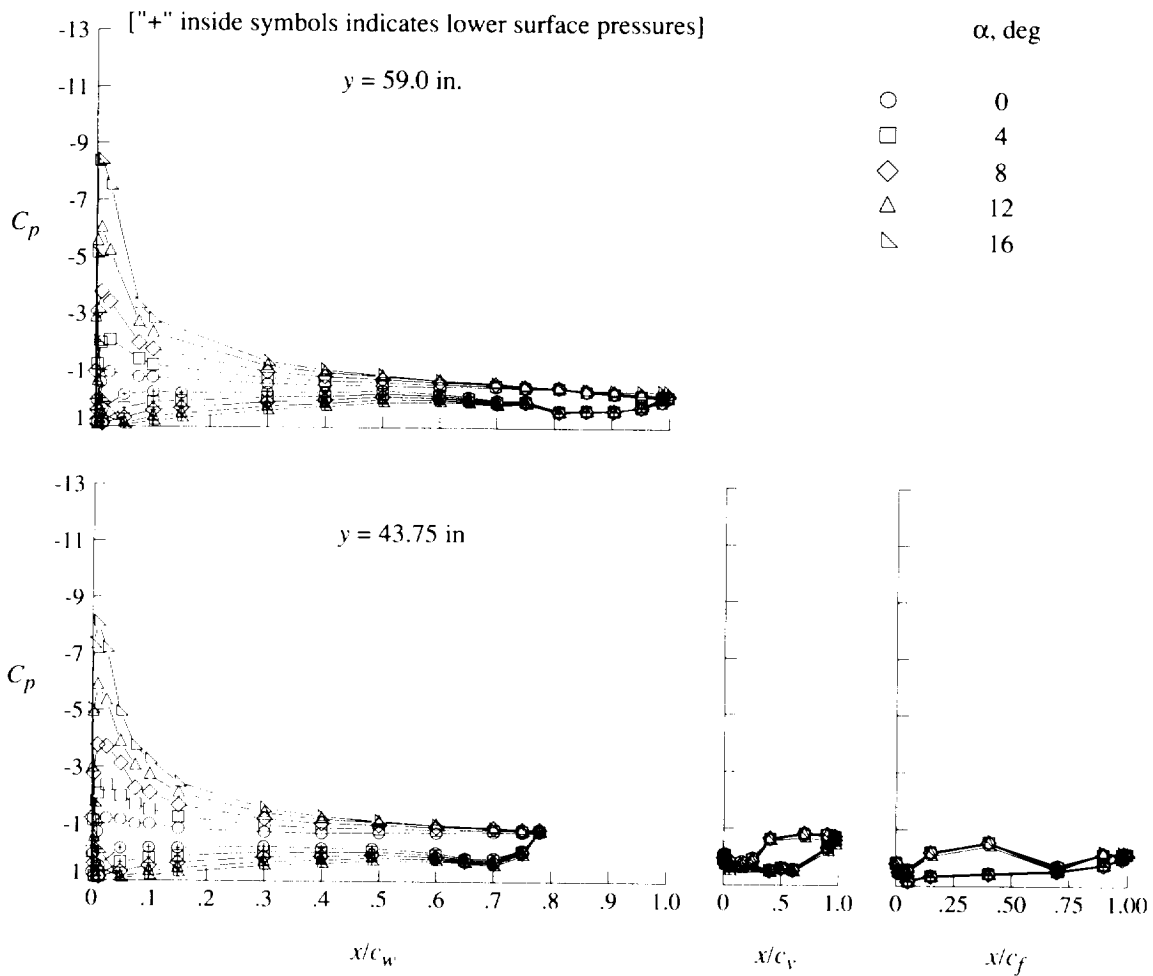 ["+" inside symbols indicates lower surface pressures]
α, deg
y = 59.0 in.
0
4
8
12
16
Cp
-13
-11
-9
-7
-5
-3
-1
1
y = 43.75 in
Cp
-13
-11
-9
-7
-5
-3
-1
1
0 .1 .2 .3 .4 .5 .6 .7 .8 .9 1.0
x/cw
0 .5 1.0
x/cv
0 .25 .50 .75 1.00
x/cf